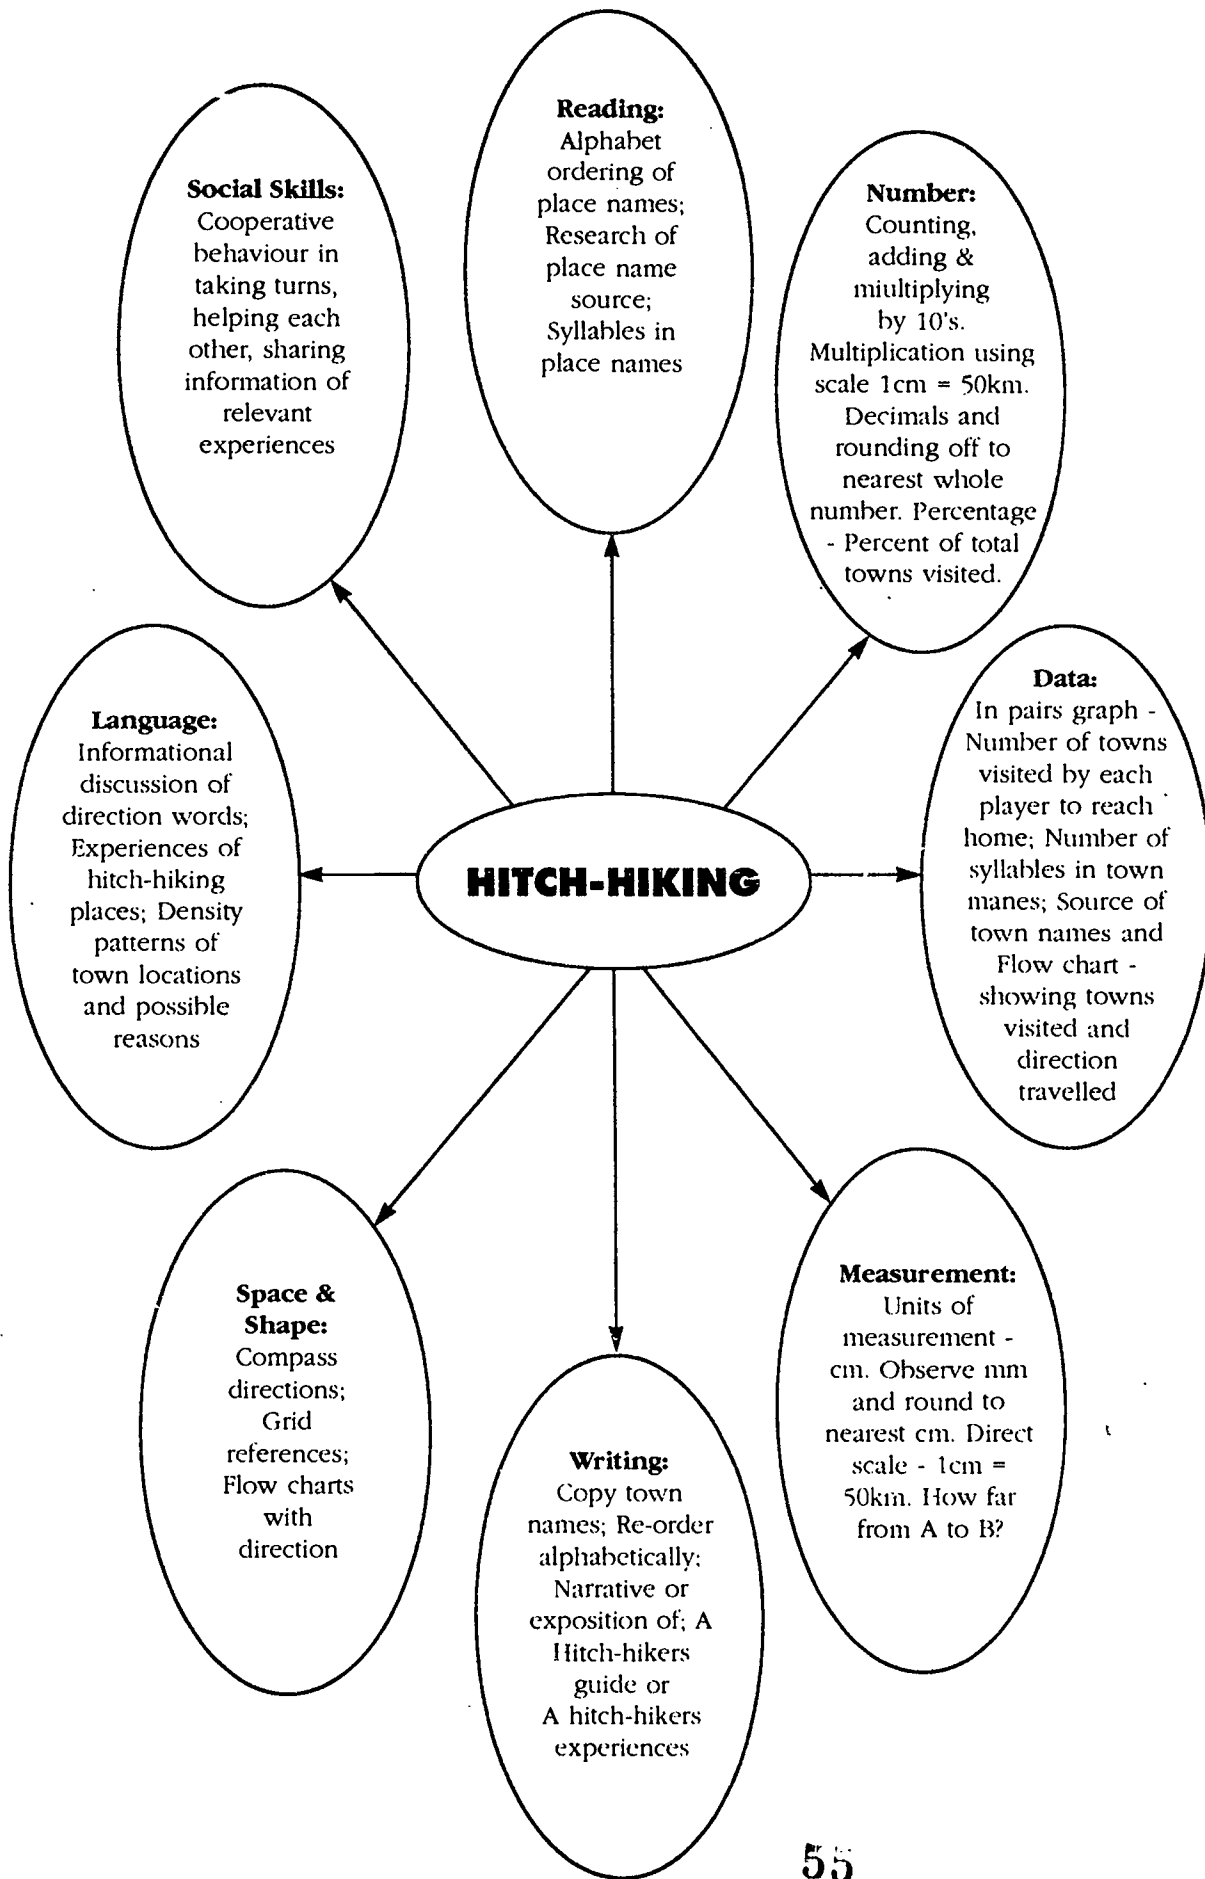 Reading:
Alphabet
ordering of
place names;
Research of
place name
source;
Syllables in
place names
Social Skills:
Cooperative
behaviour in
taking turns,
helping each
other, sharing
information of
relevant
experiences
Number:
Counting,
adding &
miultiplying
by 10's.
Multiplication using
scale 1cm = 50km.
Decimals and
rounding off to
nearest whole
number. Percentage
- Percent of total
towns visited.
Language:
Informational
discussion of
direction words;
Experiences of
hitch-hiking
places; Density
patterns of
town locations
and possible
reasons
HITCH-HIKING
Data:
In pairs graph -
Number of towns
visited by each
player to reach
home; Number of
syllables in town
manes; Source of
town names and
Flow chart -
showing towns
visited and
direction
travelled
Space &
Shape:
Compass
directions;
Grid
references;
Flow charts
with
direction
Writing:
Copy town
names; Re-order
alphabetically;
Narrative or
exposition of; A
Hitch-hikers
guide or
A hitch-hikers
experiences
Measurement:
Units of
measurement -
cm. Observe mm
and round to
nearest cm. Direct
scale - 1cm =
50km. How far
from A to B?
55